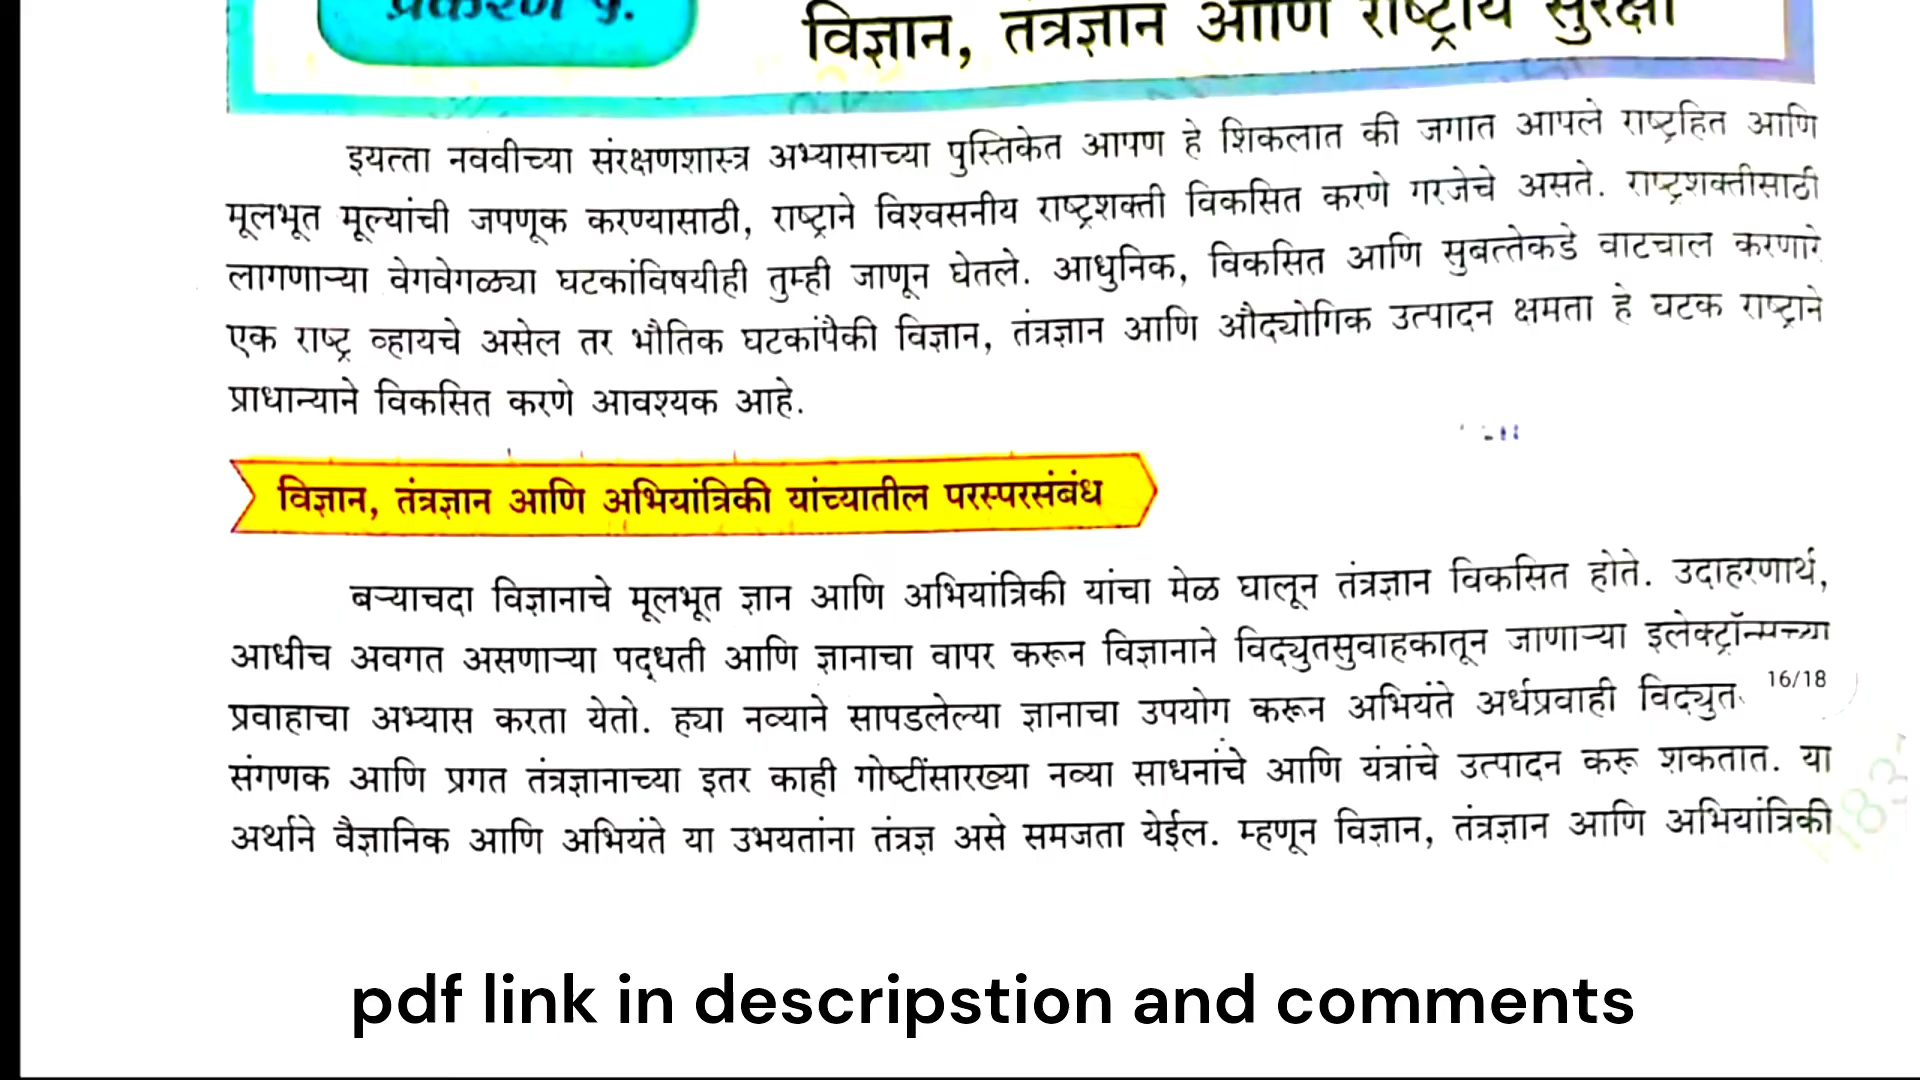 प्रकरण ५.
विज्ञान, तंत्रज्ञान आणि राष्ट्रीय सुरक्षा
इयत्ता नववीच्या संरक्षणशास्त्र अभ्यासाच्या पुस्तिकेत आपण हे शिकलात की जगात आपले राष्ट्रहित आणि
मूलभूत मूल्यांची जपणूक करण्यासाठी, राष्ट्राने विश्वसनीय राष्ट्रशक्ती विकसित करणे गरजेचे असते. राष्ट्रशक्तीसाठी
लागणाऱ्या वेगवेगळ्या घटकांविषयीही तुम्ही जाणून घेतले. आधुनिक, विकसित आणि सुबत्तेकडे वाटचाल करणारे
एक राष्ट्र व्हायचे असेल तर भौतिक घटकांपैकी विज्ञान, तंत्रज्ञान आणि औद्योगिक उत्पादन क्षमता हे घटक राष्ट्राने
प्राधान्याने विकसित करणे आवश्यक आहे.
विज्ञान, तंत्रज्ञान आणि अभियांत्रिकी यांच्यातील परस्परसंबंध
बऱ्याचदा विज्ञानाचे मूलभूत ज्ञान आणि अभियांत्रिकी यांचा मेळ घालून तंत्रज्ञान विकसित होते. उदाहरणार्थ,
आधीच अवगत असणाऱ्या पद्धती आणि ज्ञानाचा वापर करून विज्ञानाने विद्युतसुवाहकातून जाणाऱ्या इलेक्ट्रॉन्सच्या
प्रवाहाचा अभ्यास करता येतो. ह्या नव्याने सापडलेल्या ज्ञानाचा उपयोग करून अभियंते अर्धप्रवाही विद्युत
16/18
संगणक आणि प्रगत तंत्रज्ञानाच्या इतर काही गोष्टींसारख्या नव्या साधनांचे आणि यंत्रांचे उत्पादन करू शकतात. या
अर्थाने वैज्ञानिक आणि अभियंते या उभयतांना तंत्रज्ञ असे समजता येईल. म्हणून विज्ञान, तंत्रज्ञान आणि अभियांत्रिकी
pdf link in descripstion and comments